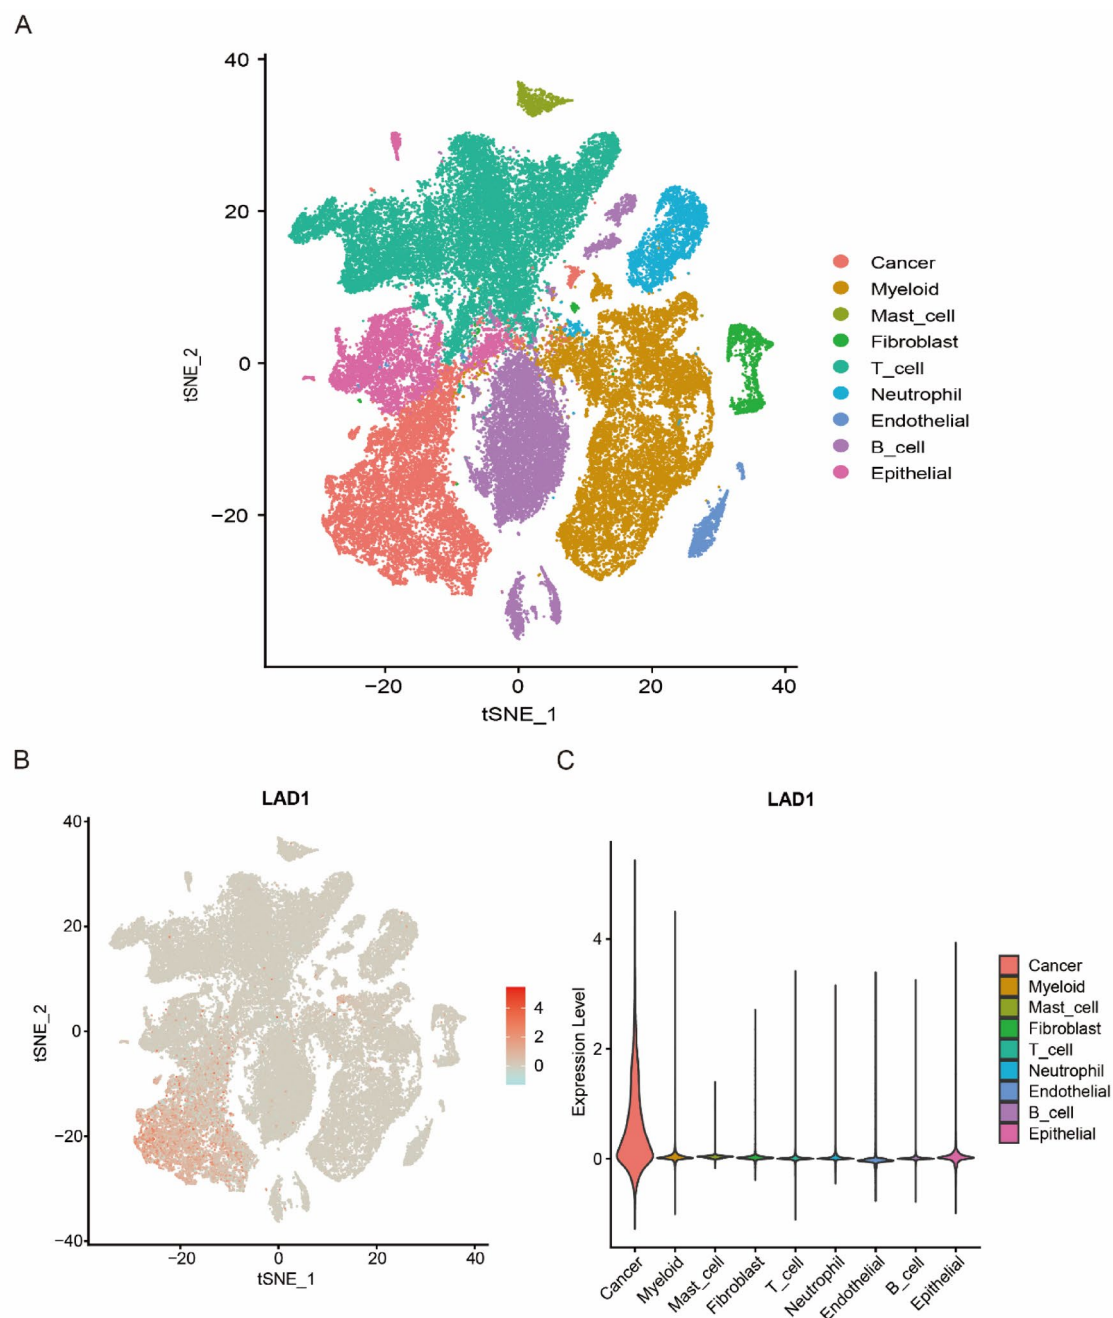 A
40
20
0
−20
tSNE_2
−20
0
20
40
tSNE_1
Cancer
Myeloid
Mast_cell
Fibroblast
T_cell
Neutrophil
Endothelial
B_cell
Epithelial
B
LAD1
40
20
0
−20
−40
tSNE_2
−20
0
20
40
tSNE_1
4
2
0
C
LAD1
4
2
0
Expression Level
Cancer
Myeloid
Mast_cell
Fibroblast
T_cell
Neutrophil
Endothelial
B_cell
Epithelial
Cancer
Myeloid
Mast_cell
Fibroblast
T_cell
Neutrophil
Endothelial
B_cell
Epithelial